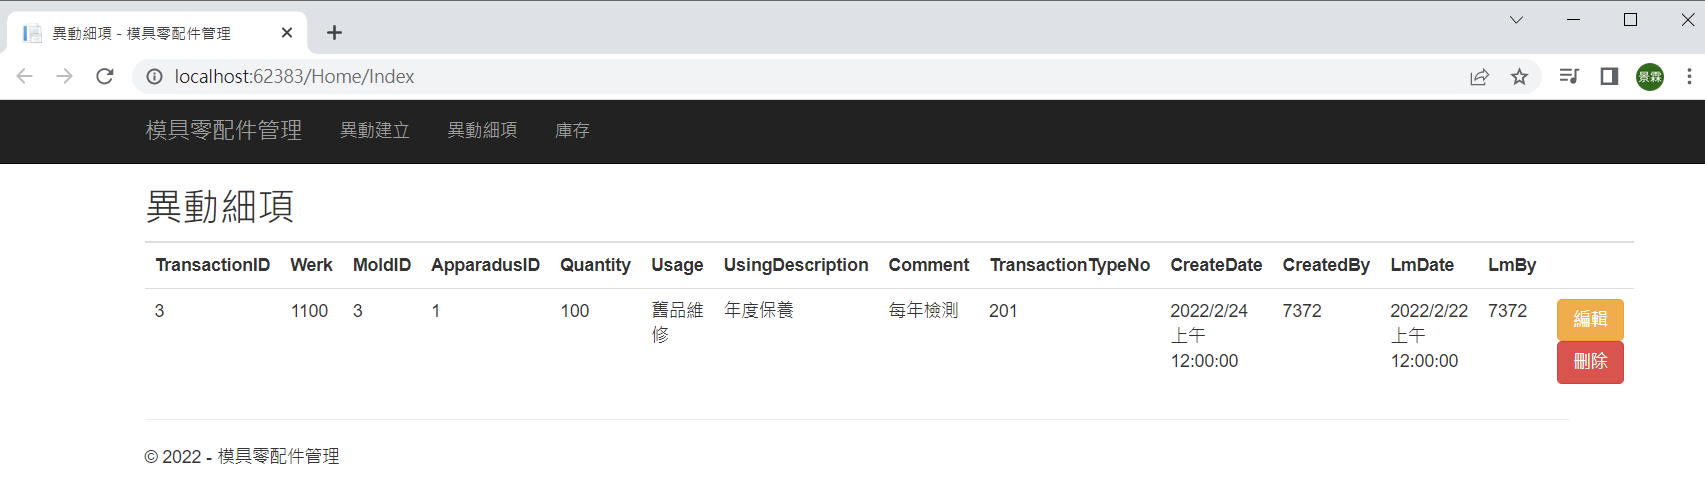 異動細項 - 模具零配件管理
localhost:62383/Home/Index
景霖
模具零配件管理 異動建立 異動細項 庫存
異動細項
TransactionID Werk MoldID ApparadusID Quantity Usage UsingDescription Comment TransactionTypeNo CreateDate CreatedBy LmDate LmBy
3 1100 3 1 100 舊品維 年度保養 每年檢測 201 2022/2/24 7372 2022/2/22 7372 編輯
修 上午 上午
12:00:00 12:00:00 刪除
© 2022 - 模具零配件管理